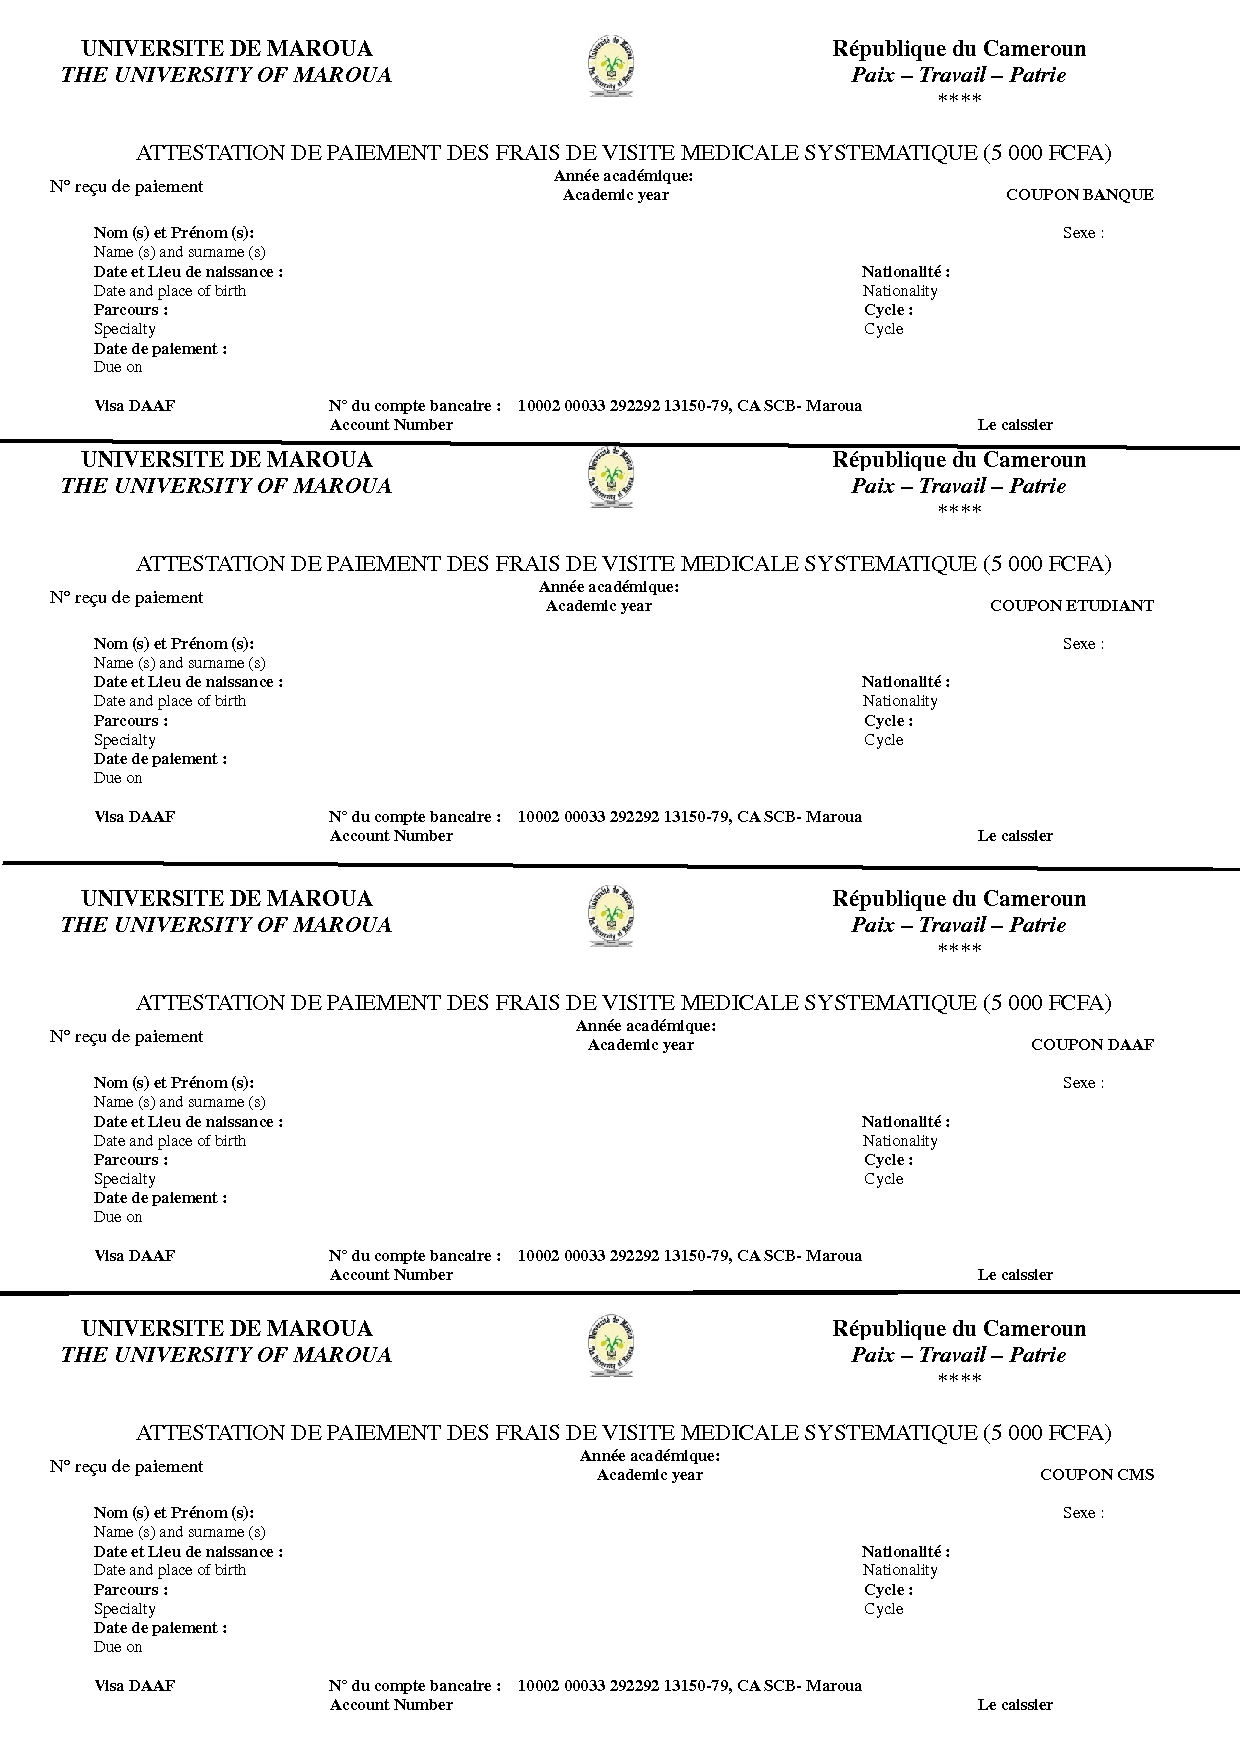 UNIVERSITE DE MAROUA
THE UNIVERSITY OF MAROUA
République du Cameroun
Paix – Travail – Patrie
****
ATTESTATION DE PAIEMENT DES FRAIS DE VISITE MEDICALE SYSTEMATIQUE (5 000 FCFA)
N° reçu de paiement
Année académique:
Academic year
COUPON BANQUE
Nom (s) et Prénom (s): Sexe :
Name (s) and surname (s)
Date et Lieu de naissance : Nationalité :
Date and place of birth Nationality
Parcours : Cycle :
Specialty Cycle
Date de paiement :
Due on
Visa DAAF N° du compte bancaire : 10002 00033 292292 13150-79, CA SCB- Maroua
Account Number Le caissier
UNIVERSITE DE MAROUA
THE UNIVERSITY OF MAROUA
République du Cameroun
Paix – Travail – Patrie
****
ATTESTATION DE PAIEMENT DES FRAIS DE VISITE MEDICALE SYSTEMATIQUE (5 000 FCFA)
N° reçu de paiement
Année académique:
Academic year
COUPON ETUDIANT
Nom (s) et Prénom (s): Sexe :
Name (s) and surname (s)
Date et Lieu de naissance : Nationalité :
Date and place of birth Nationality
Parcours : Cycle :
Specialty Cycle
Date de paiement :
Due on
Visa DAAF N° du compte bancaire : 10002 00033 292292 13150-79, CA SCB- Maroua
Account Number Le caissier
UNIVERSITE DE MAROUA
THE UNIVERSITY OF MAROUA
République du Cameroun
Paix – Travail – Patrie
****
ATTESTATION DE PAIEMENT DES FRAIS DE VISITE MEDICALE SYSTEMATIQUE (5 000 FCFA)
N° reçu de paiement
Année académique:
Academic year
COUPON DAAF
Nom (s) et Prénom (s): Sexe :
Name (s) and surname (s)
Date et Lieu de naissance : Nationalité :
Date and place of birth Nationality
Parcours : Cycle :
Specialty Cycle
Date de paiement :
Due on
Visa DAAF N° du compte bancaire : 10002 00033 292292 13150-79, CA SCB- Maroua
Account Number Le caissier
UNIVERSITE DE MAROUA
THE UNIVERSITY OF MAROUA
République du Cameroun
Paix – Travail – Patrie
****
ATTESTATION DE PAIEMENT DES FRAIS DE VISITE MEDICALE SYSTEMATIQUE (5 000 FCFA)
N° reçu de paiement
Année académique:
Academic year
COUPON CMS
Nom (s) et Prénom (s): Sexe :
Name (s) and surname (s)
Date et Lieu de naissance : Nationalité :
Date and place of birth Nationality
Parcours : Cycle :
Specialty Cycle
Date de paiement :
Due on
Visa DAAF N° du compte bancaire : 10002 00033 292292 13150-79, CA SCB- Maroua
Account Number Le caissier